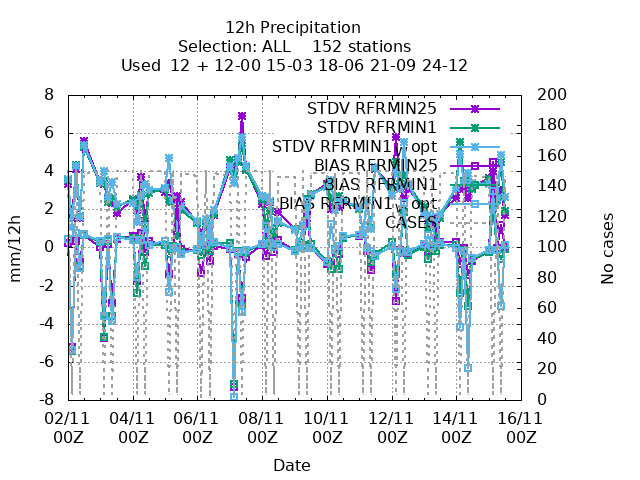 12h Precipitation
Selection: ALL 152 stations
Used 12 + 12-00 15-03 18-06 21-09 24-12
STDV RFRMIN25
STDV RFRMIN1
STDV RFRMIN1 opt
BIAS RFRMIN25
BIAS RFRMIN1
BIAS RFRMIN1 opt
CASES
mm/12h
8
6
4
2
0
-2
-4
-6
-8
No cases
200
180
160
140
120
100
80
60
40
20
0
02/11 04/11 06/11 08/11 10/11 12/11 14/11 16/11
00Z 00Z 00Z 00Z 00Z 00Z 00Z 00Z
Date